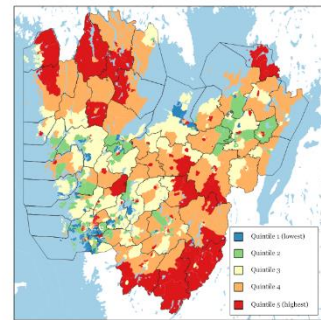 Quintile 1 (lowest)
Quintile 2
Quintile 3
Quintile 4
Quintile 5 (highest)